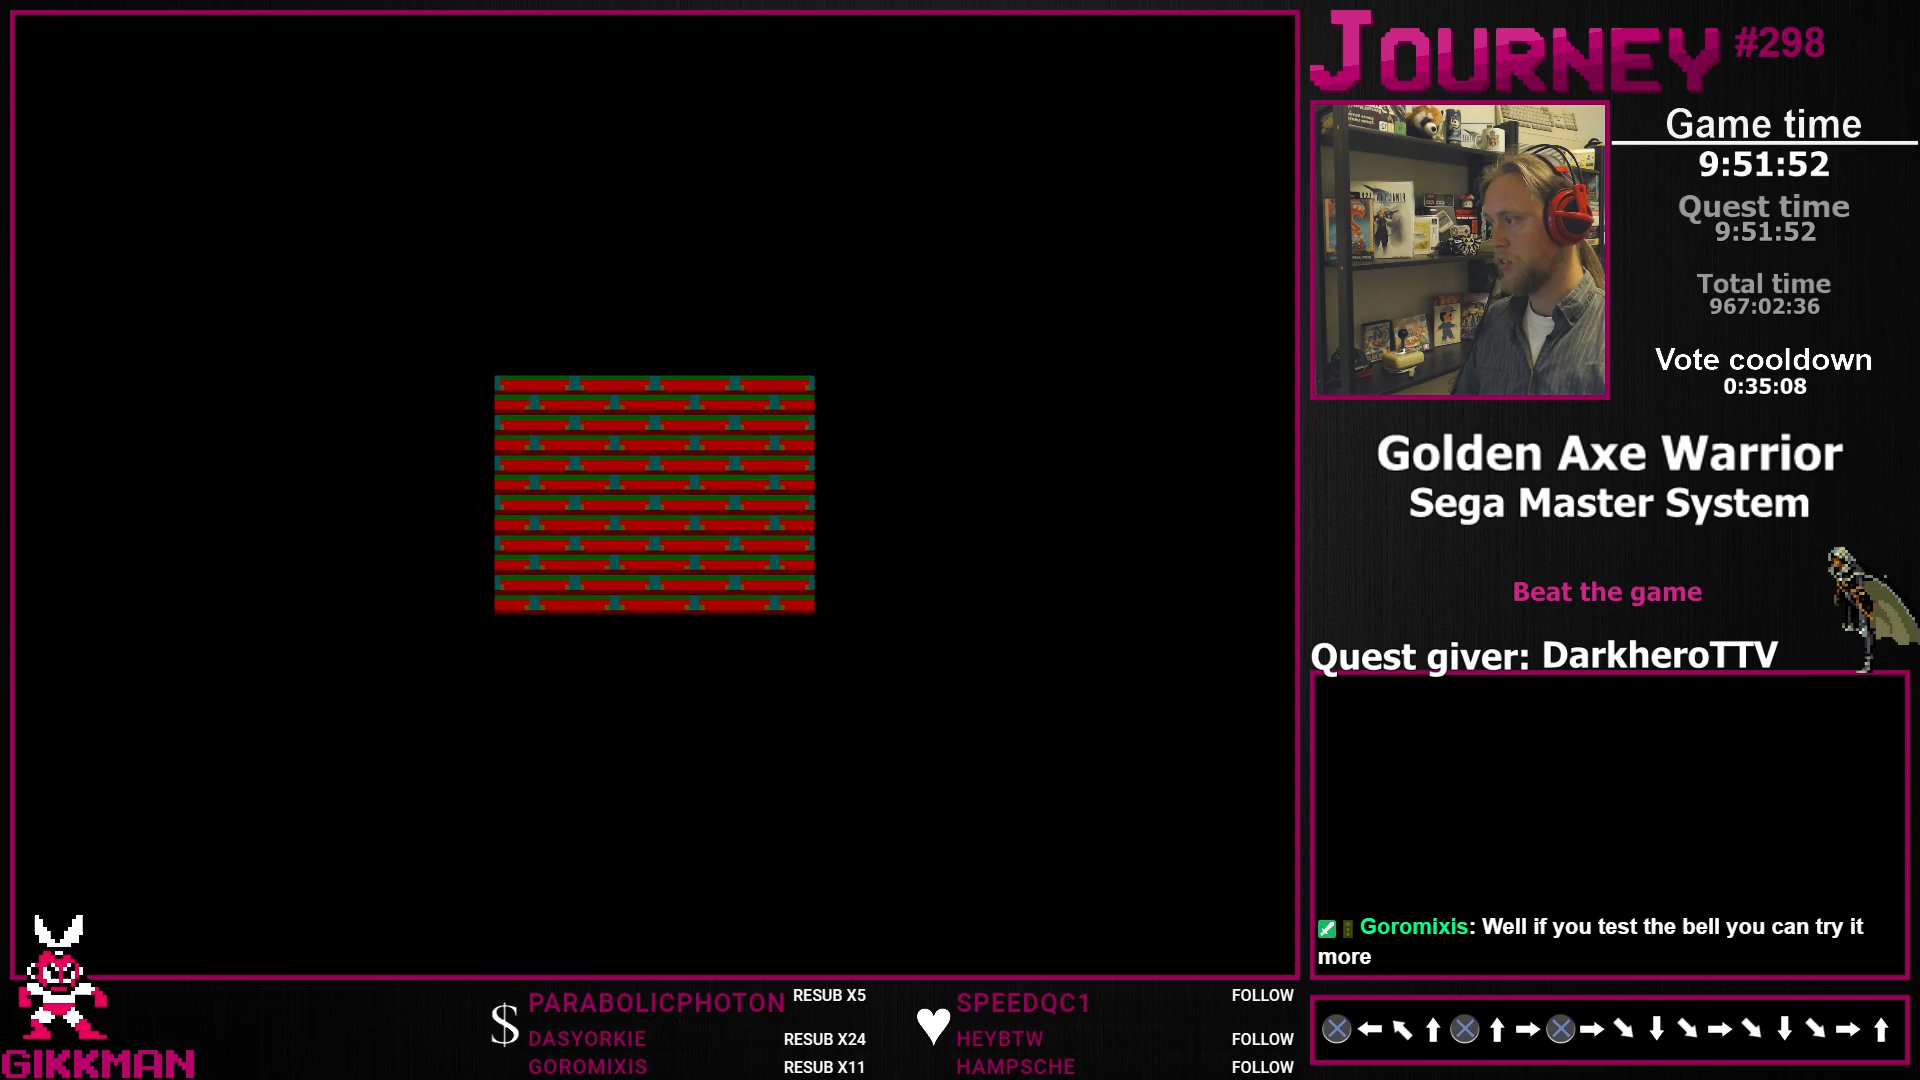 JOURNEY #298
Game time
9:51:52
Quest time
9:51:52
Total time
967:02:36
Vote cooldown
0:35:08
Golden Axe Warrior
Sega Master System
Beat the game
Quest giver: DarkheroTTV
Goromixis: Well if you test the bell you can try it
more
GIKKMAN
$ PARABOLICPHOTON RESUB X5
DASYORKIE RESUB X24
GOROMIXIS RESUB X11
SPEEDQC1 FOLLOW
HEYBTW FOLLOW
HAMPSCHE FOLLOW